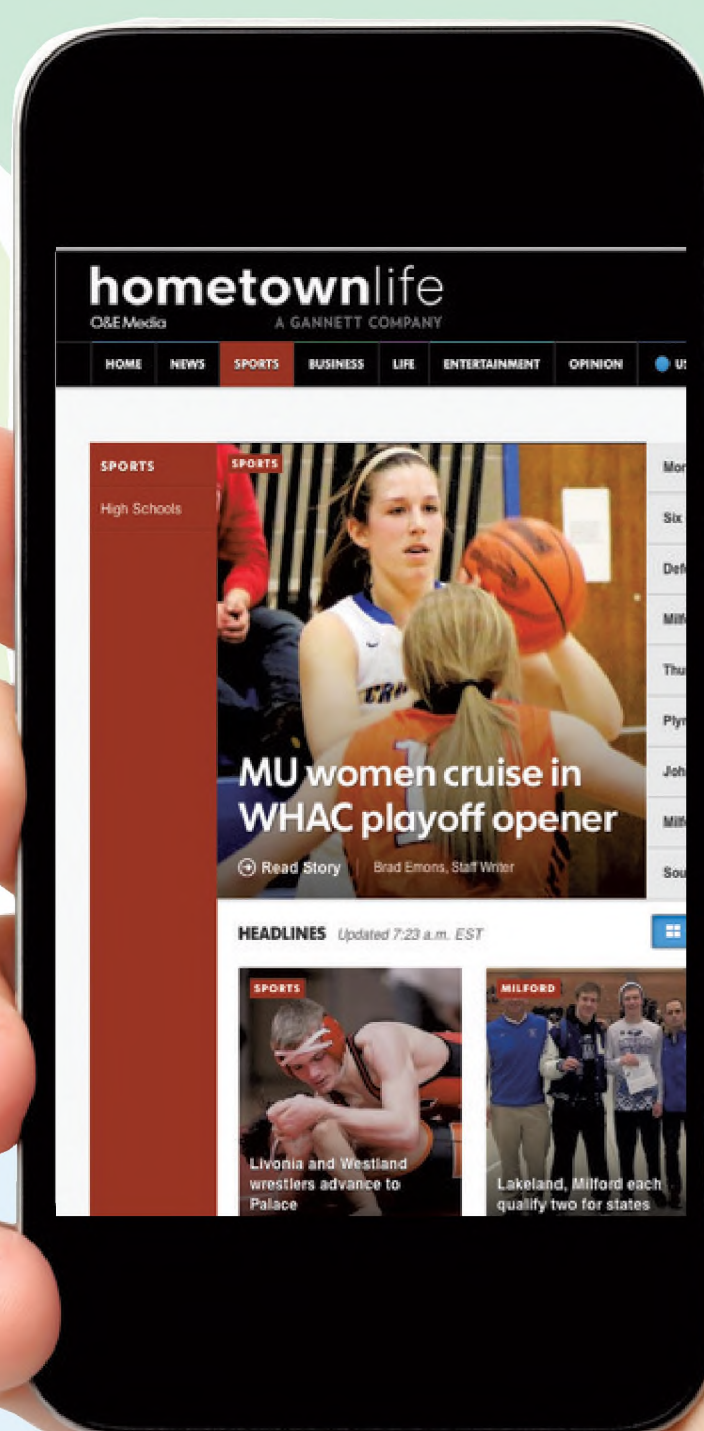 hometownlife
O&E Media A GANNETT COMPANY
HOME NEWS SPORTS BUSINESS LIFE ENTERTAINMENT OPINION
SPORTS
High Schools
SPORTS
MU women cruise in
WHAC playoff opener
Read Story Brad Emons, Staff Writer
Six
HEADLINES Updated 7:23 a.m. EST
SPORTS
Livonia and Westland
wrestlers advance to
Palace
MILFORD
Lakeland, Milford each
qualify two for states